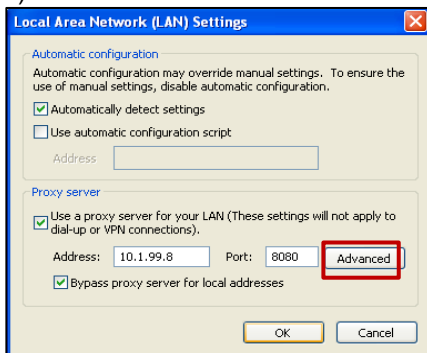 Local Area Network (LAN) Settings
Automatic configuration
Automatic configuration may override manual settings. To ensure the
use of manual settings, disable automatic configuration.
Automatically detect settings
Use automatic configuration script
Address
Proxy server
Use a proxy server for your LAN (These settings will not apply to
dial-up or VPN connections).
Address: 10.1.99.8 Port: 8080 Advanced
Bypass proxy server for local addresses
OK Cancel